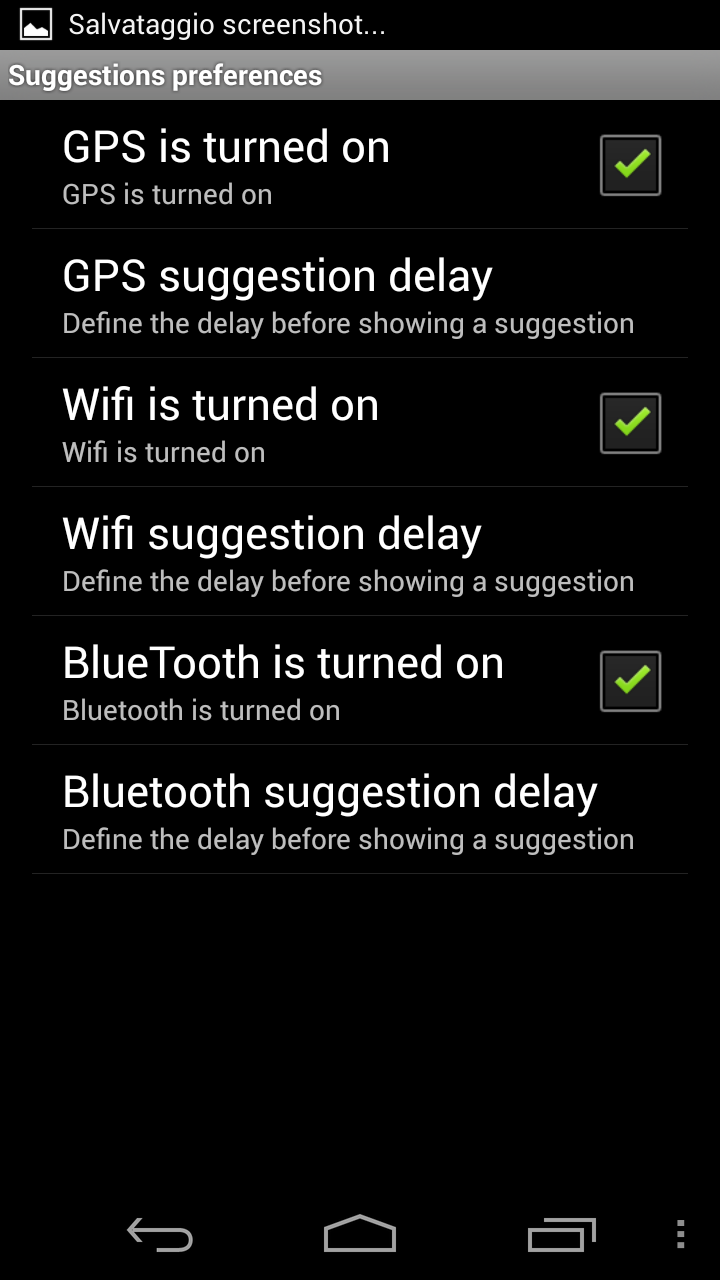 Salvataggio screenshot...
Suggestions preferences
GPS is turned on
GPS is turned on
GPS suggestion delay
Define the delay before showing a suggestion
Wifi is turned on
Wifi is turned on
Wifi suggestion delay
Define the delay before showing a suggestion
BlueTooth is turned on
Bluetooth is turned on
Bluetooth suggestion delay
Define the delay before showing a suggestion